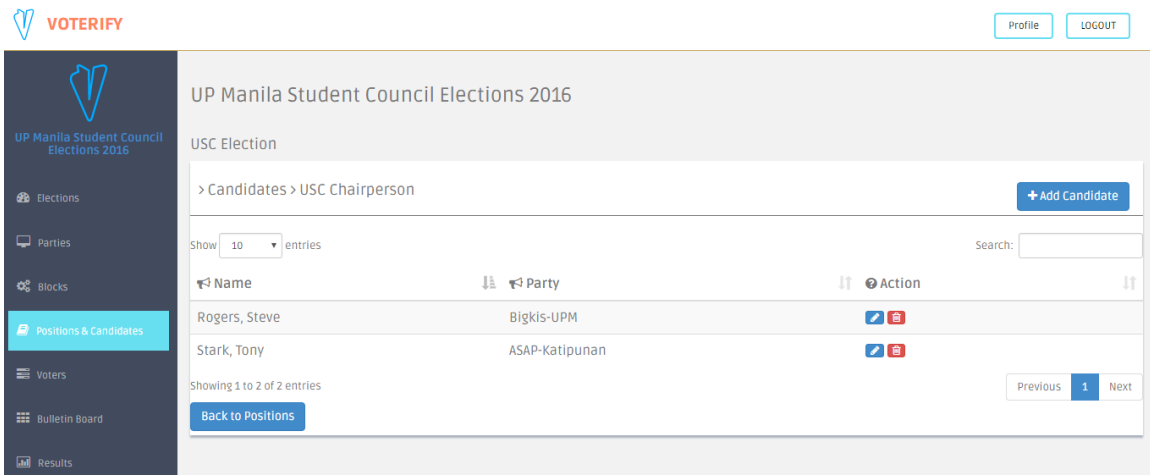 VOTERIFY
Profile
LOGOUT
UP Manila Student Council
Elections 2016
Elections
Parties
Blocks
Positions & Candidates
Voters
Bulletin Board
Results
UP Manila Student Council Elections 2016
USC Election
> Candidates > USC Chairperson
+ Add Candidate
Show 10 entries
Search:
Name Party Action
Rogers, Steve Bigkis-UPM
Stark, Tony ASAP-Katipunan
Showing 1 to 2 of 2 entries
Previous 1 Next
Back to Positions